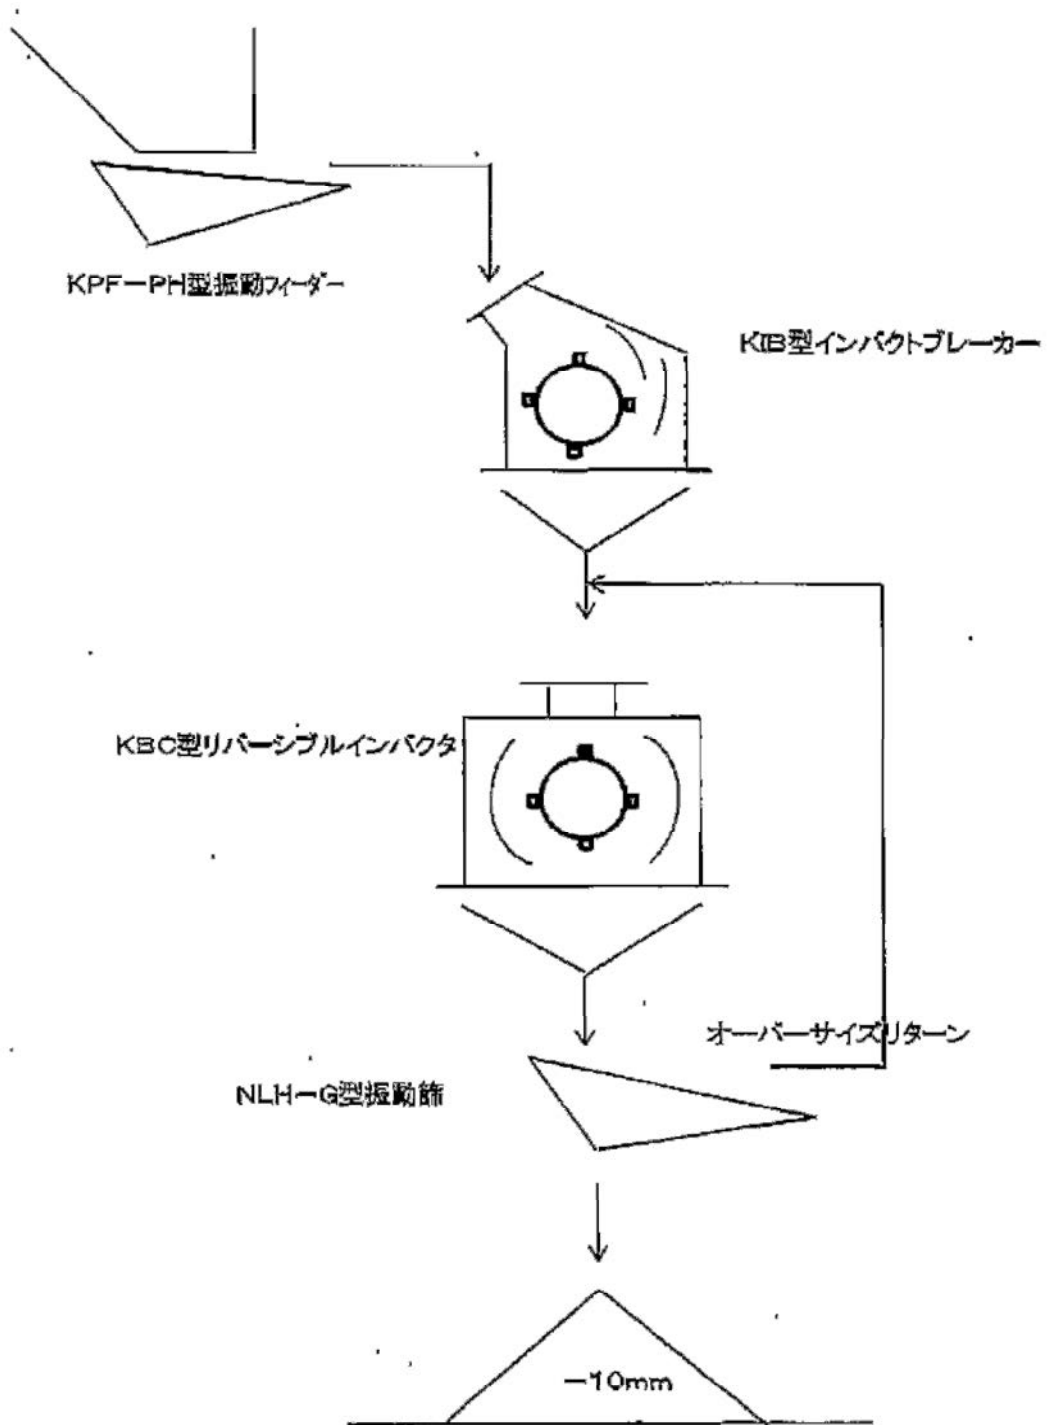 KPF－PH型振動フィーダー
KIB型インパクトブレーカー
KBC型リバーシブルインパクタ
オーバーサイズリターン
NLH－G型振動篩
－10mm